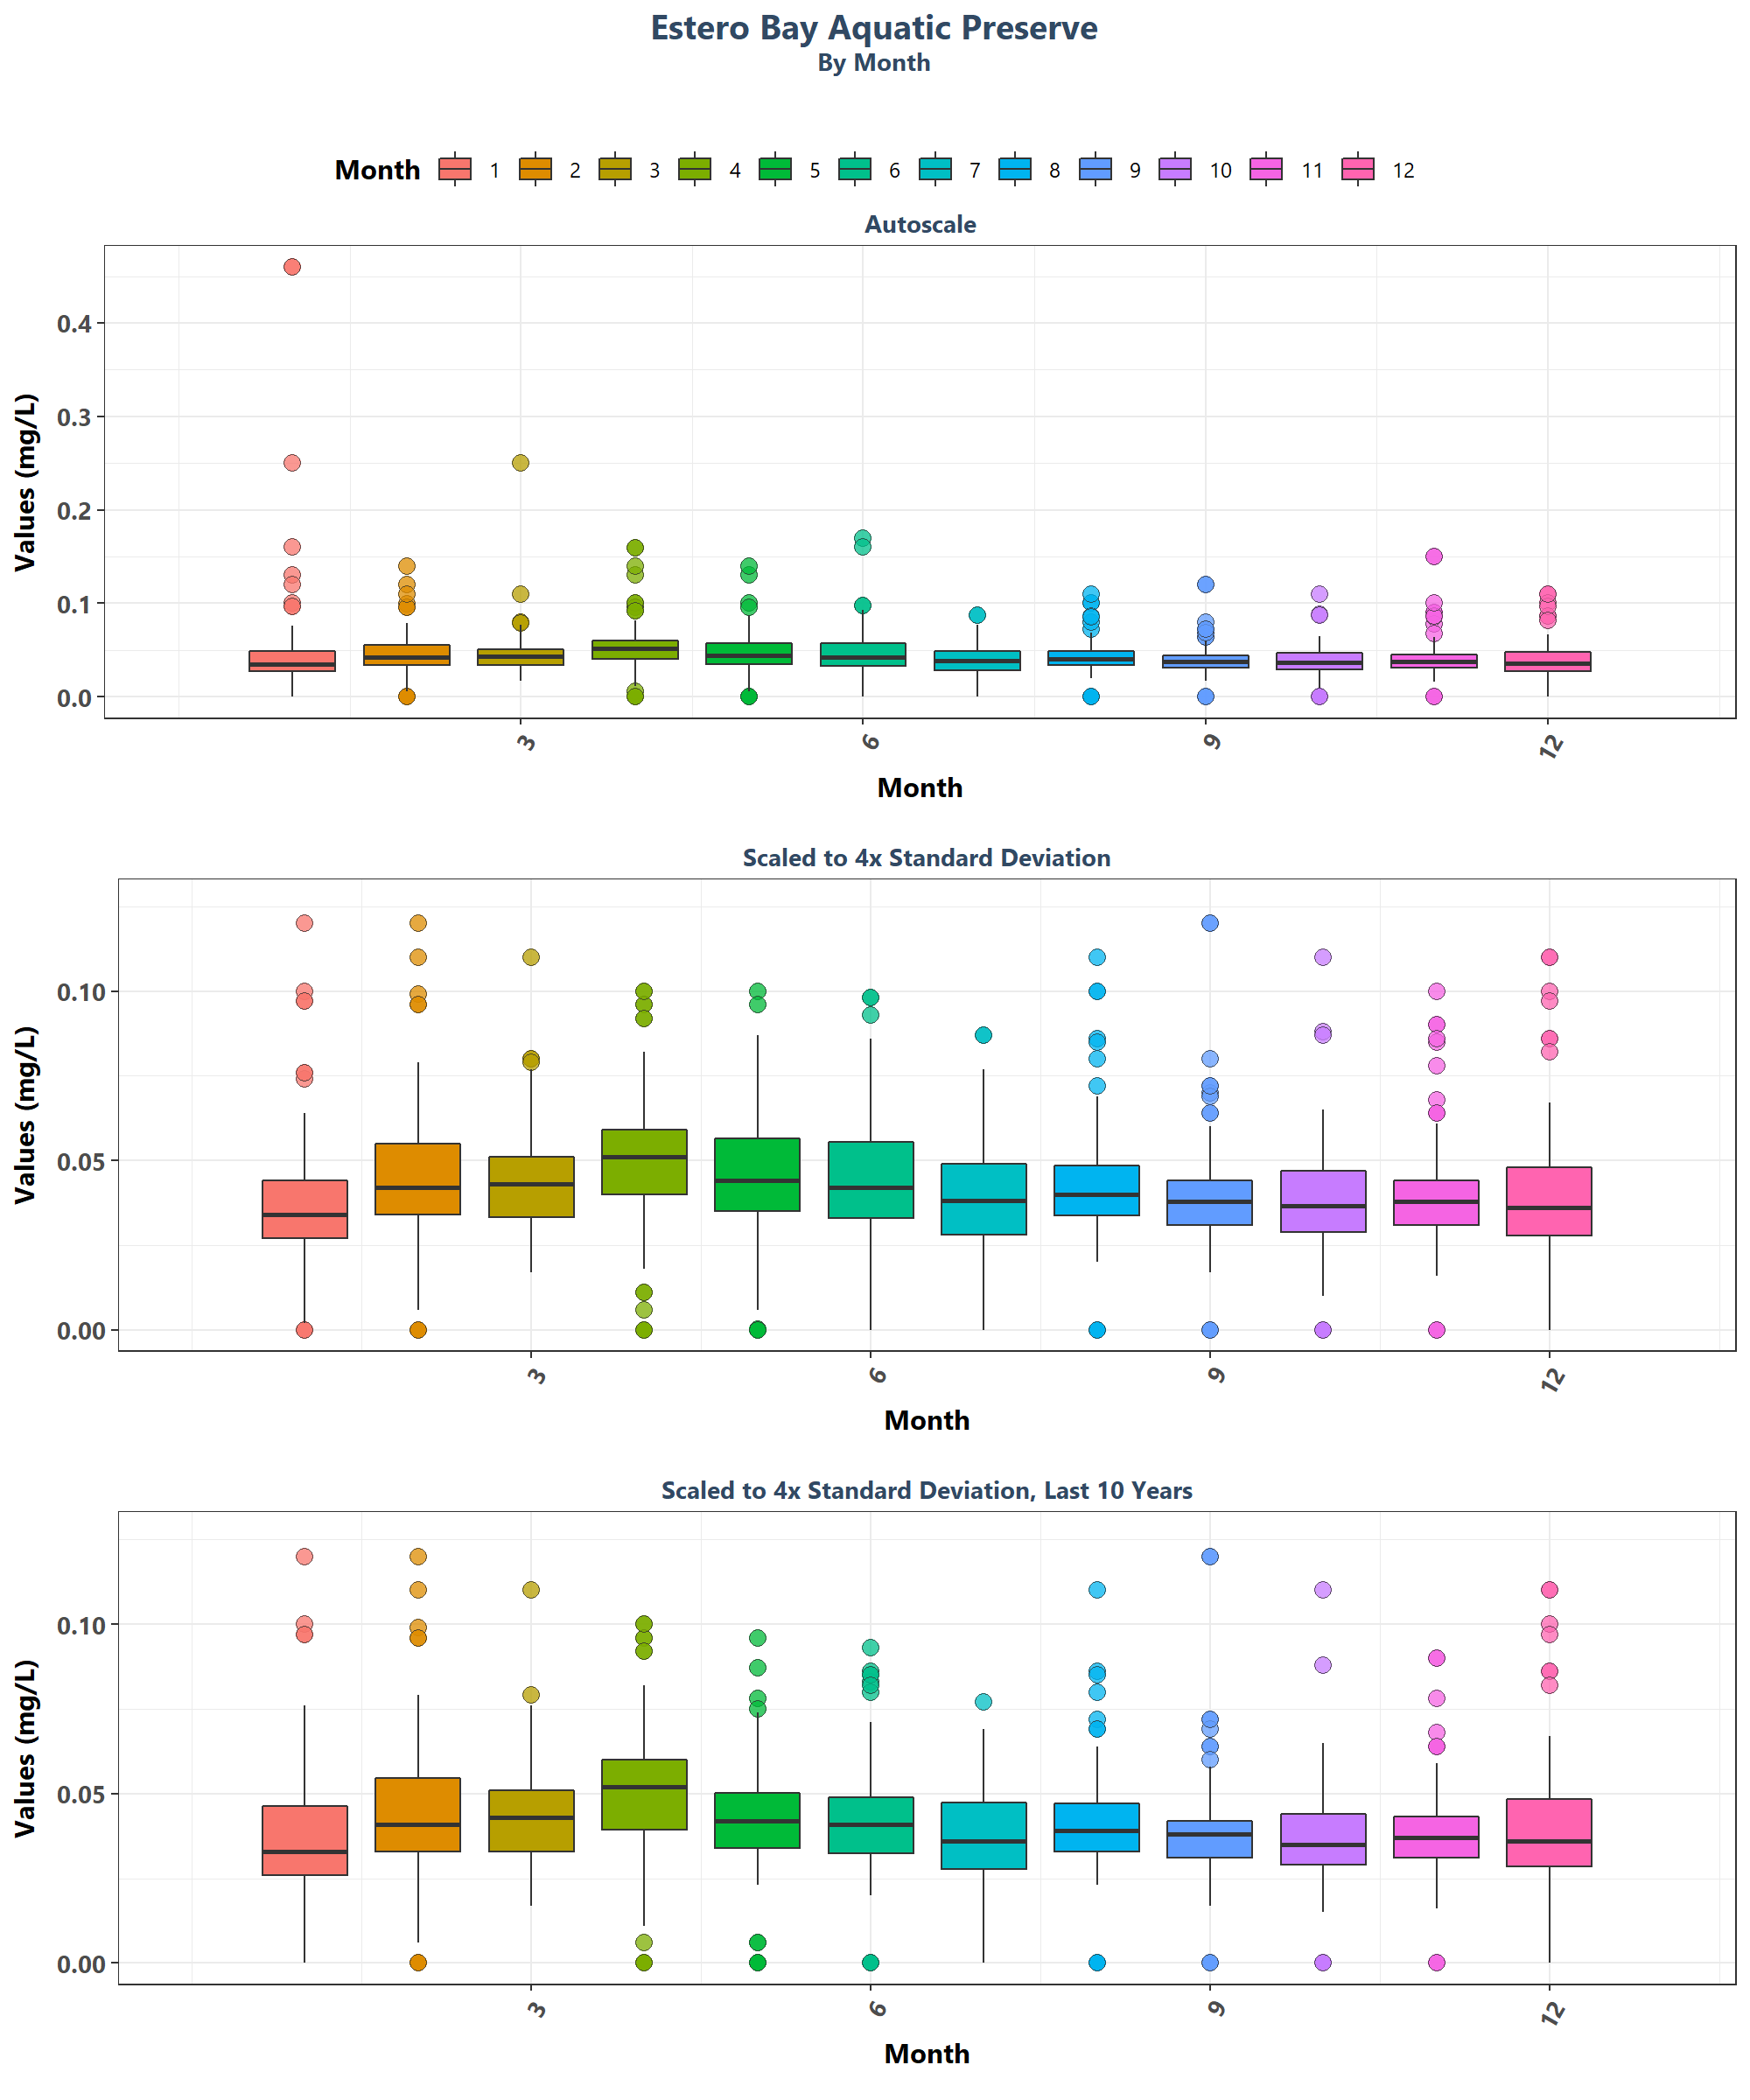 Estero Bay Aquatic Preserve
By Month
Month 1 2 3 4 5 6 7 8 9 10 11 12
Autoscale
Values (mg/L)
0.4
0.3
0.2
0.1
0.0
3 6 9 12
Month
Scaled to 4x Standard Deviation
Values (mg/L)
0.10
0.05
0.00
3 6 9 12
Month
Scaled to 4x Standard Deviation, Last 10 Years
Values (mg/L)
0.10
0.05
0.00
3 6 9 12
Month